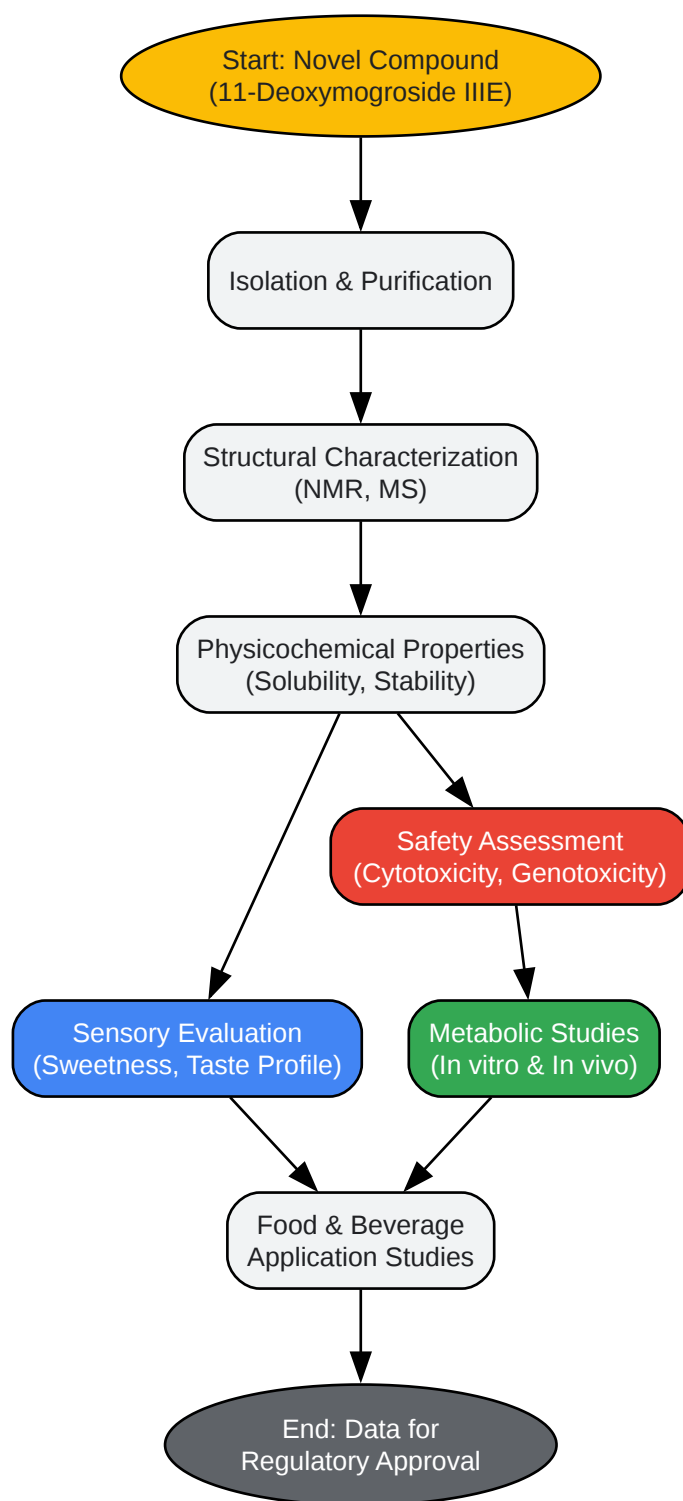 Start: Novel Compound
(11-Deoxymogroside IIIE)
Isolation & Purification
Structural Characterization
(NMR, MS)
Physicochemical Properties
(Solubility, Stability)
Safety Assessment
(Cytotoxicity, Genotoxicity)
Sensory Evaluation
(Sweetness, Taste Profile)
Metabolic Studies
(In vitro & In vivo)
Food & Beverage
Application Studies
End: Data for
Regulatory Approval